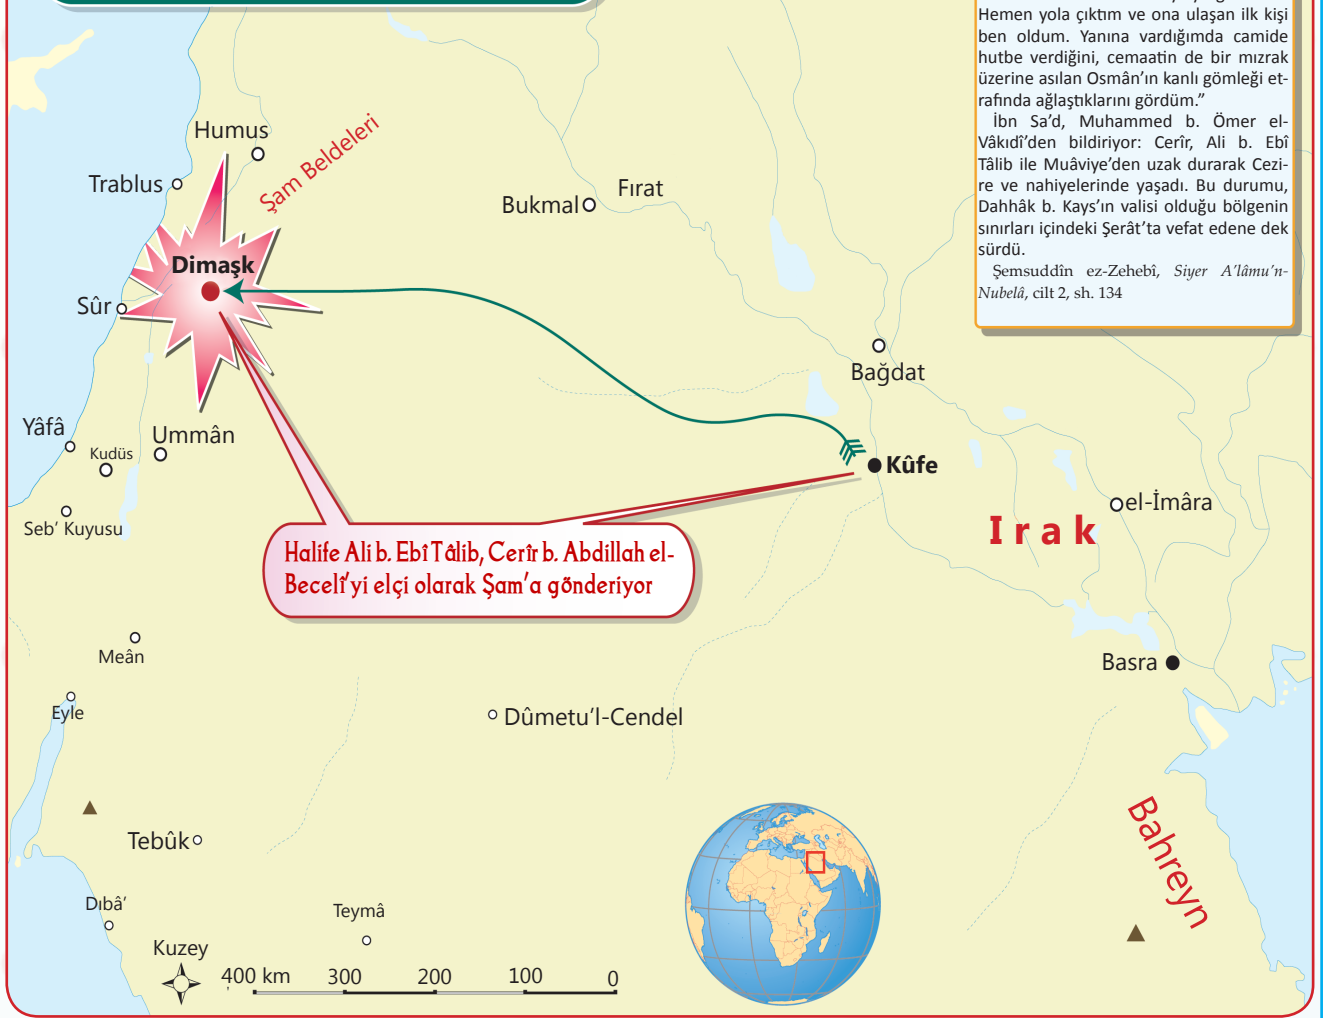 Hemen yola çıktım ve ona ulaşan ilk kişi
ben oldum. Yanına vardığımda camide
hutbe verdiğini, cemaatin de bir mızrak
üzerine asılan Osmân’ın kanlı gömleği et-
rafında ağlaştıklarını gördüm.”
İbn Sa’d, Muhammed b. Ömer el-
Vâkıdî’den bildiriyor: Cerîr, Ali b. Ebî
Tâlib ile Muâviye’den uzak durarak Cezi-
re ve nahiyelerinde yaşadı. Bu durumu,
Dahhâk b. Kays’ın valisi olduğu bölgenin
sınırları içindeki Şerât’ta vefat edene dek
sürdü.
Şemsuddîn ez-Zehebî, Siyer A’lâmu’n-
Nubelâ, cilt 2, sh. 134
Humus
Şam Beldeleri
Trablus
Fırat
Bukmal
Dimaşk
Sûr
Bağdat
Yâfâ
Ummân
Kudüs
Kûfe
Seb’ Kuyusu
el-İmâra
Irak
Halife Ali b. Ebî Tâlib, Cerîr b. Abdillah el-
Becelî’yi elçi olarak Şam’a gönderiyor
Meân
Basra
Eyle
Dûmetu’l-Cendel
Bahreyn
Tebûk
Dıbâ’
Teymâ
Kuzey
400 km 300 200 100 0